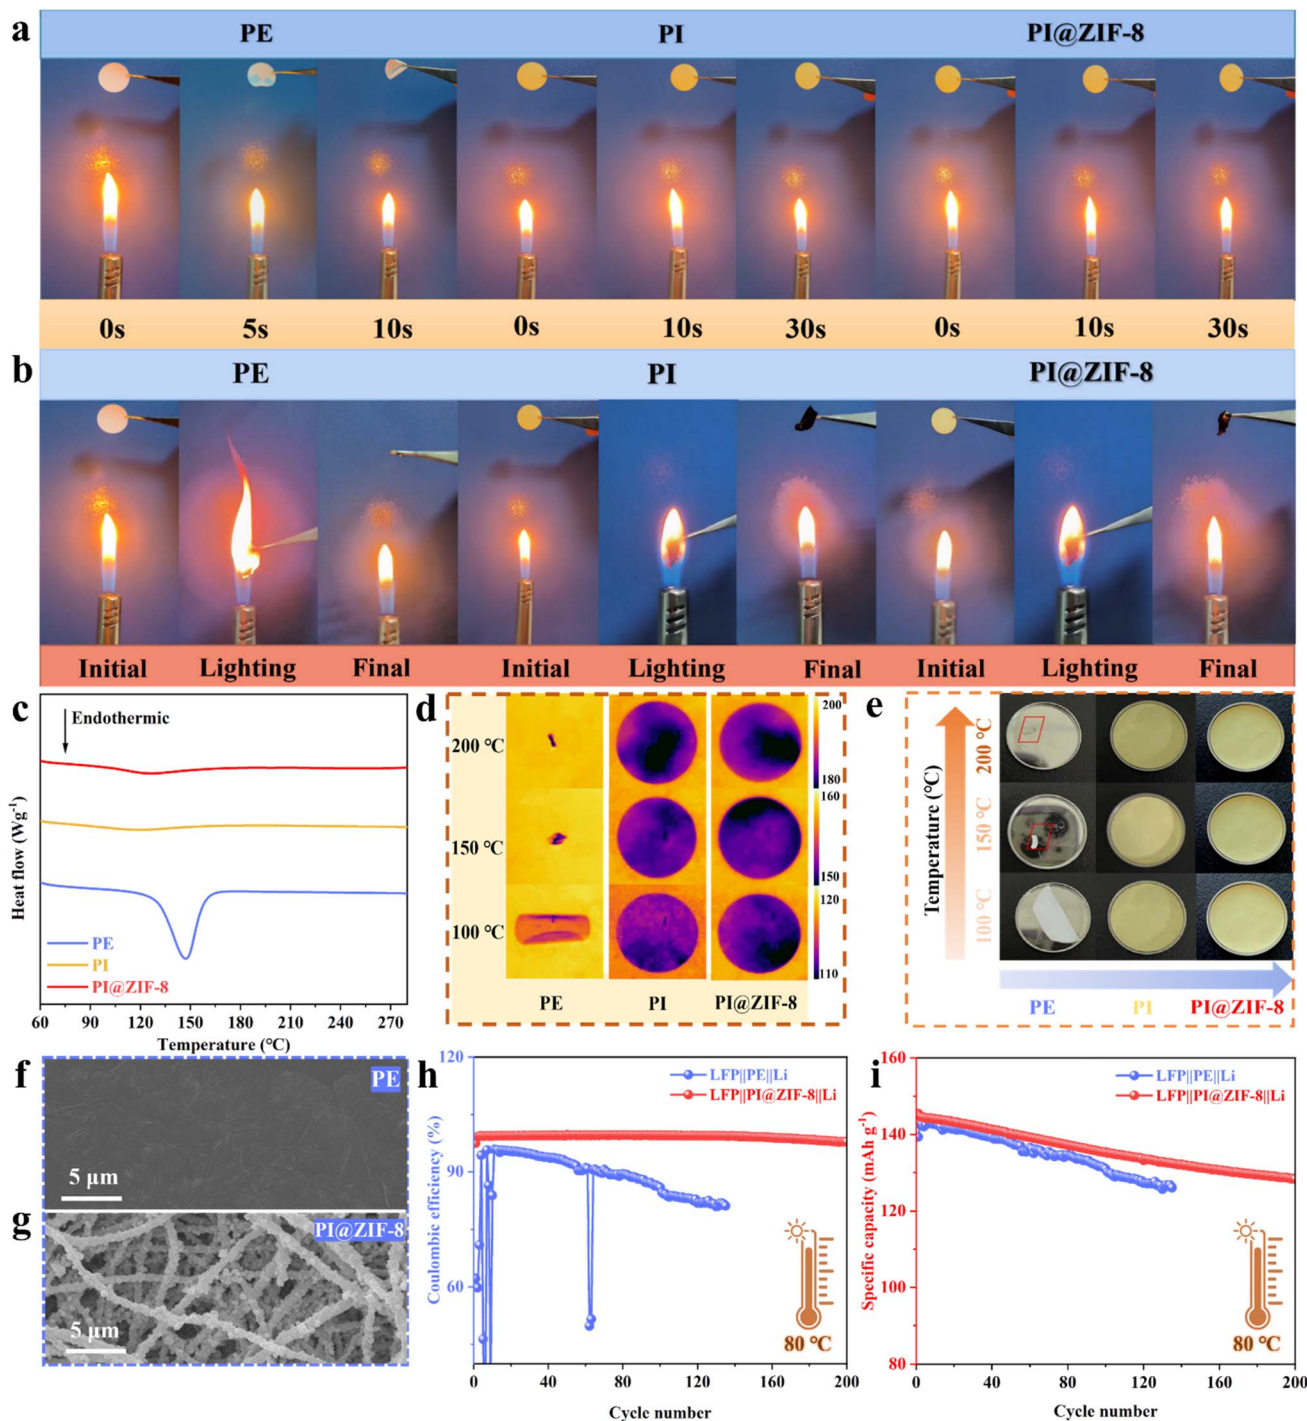 a
PE PI PI@ZIF-8
0s 5s 10s 0s 10s 30s 0s 10s 30s
b
PE PI PI@ZIF-8
Initial Lighting Final Initial Lighting Final Initial Lighting Final
c
Endothermic
Heat flow (Wg⁻¹)
PE
PI
PI@ZIF-8
60 90 120 150 180 210 240 270
Temperature (℃)
d
200 ℃
150 ℃
100 ℃
200
180
160
150
120
110
PE PI PI@ZIF-8
e
Temperature (℃)
200 ℃
150 ℃
100 ℃
PE PI PI@ZIF-8
f
PE
5 μm
g
PI@ZIF-8
5 μm
h
LFP||PE||Li
LFP||PI@ZIF-8||Li
Coulombic efficiency (%)
120
90
60
80 ℃
0 40 80 120 160 200
Cycle number
i
LFP||PE||Li
LFP||PI@ZIF-8||Li
Specific capacity (mAh g⁻¹)
160
140
120
100
80
80 ℃
0 40 80 120 160 200
Cycle number